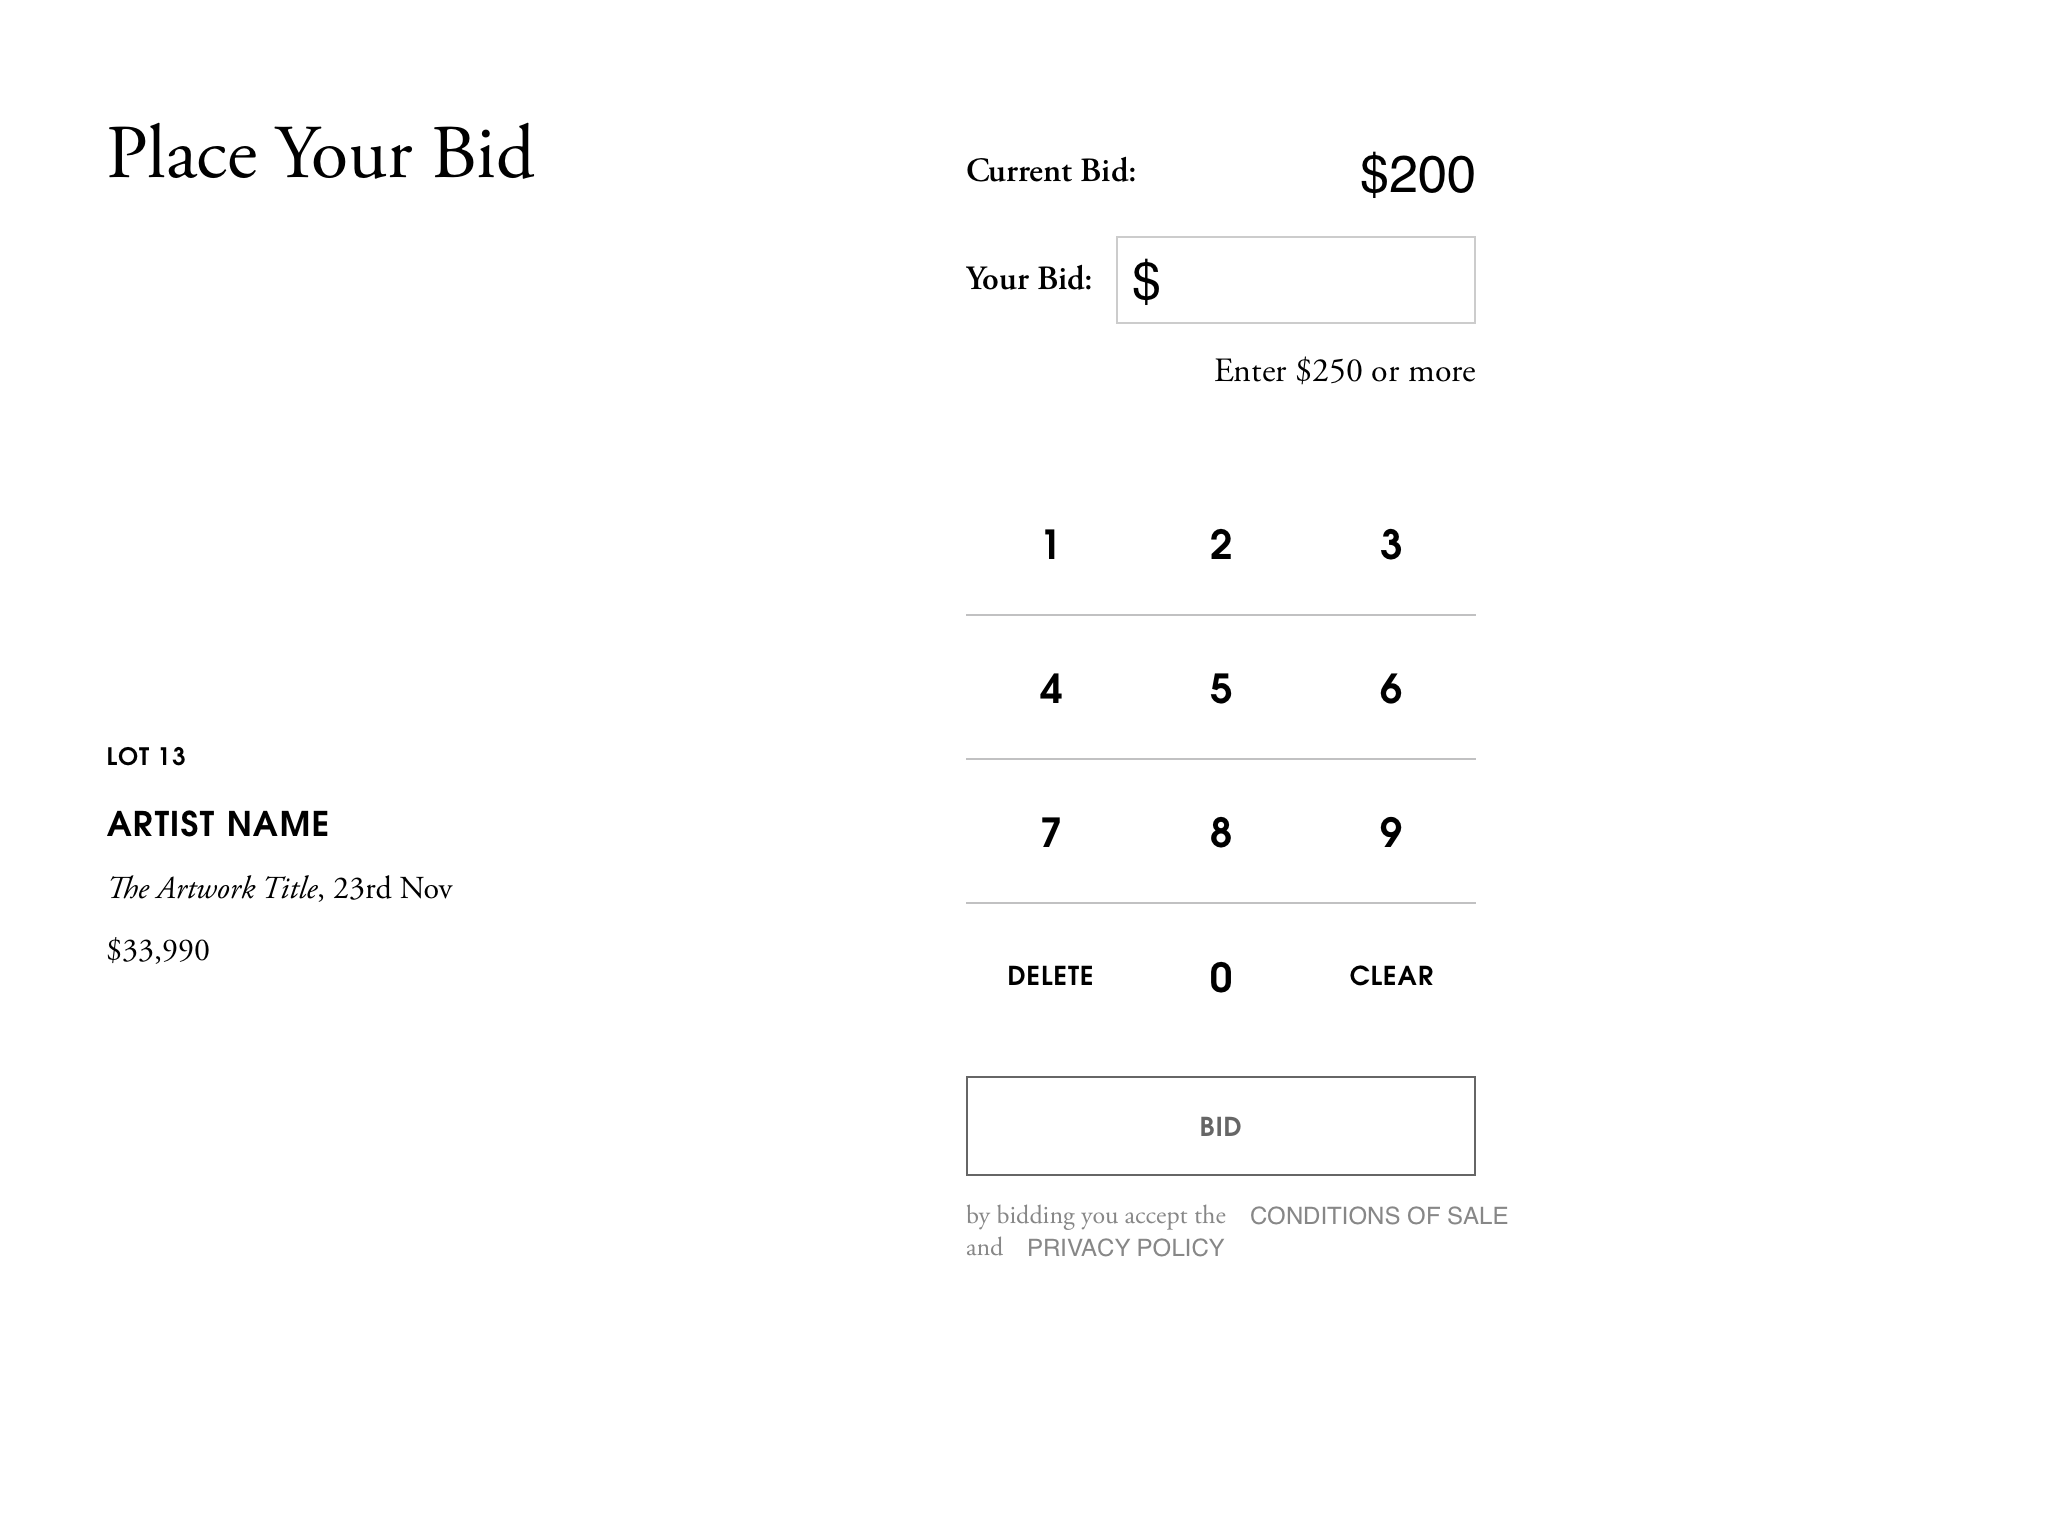 Place Your Bid
Current Bid: $200
Your Bid: $
Enter $250 or more
1 2 3
4 5 6
7 8 9
DELETE 0 CLEAR
BID
by bidding you accept the CONDITIONS OF SALE
and PRIVACY POLICY
LOT 13
ARTIST NAME
The Artwork Title, 23rd Nov
$33,990